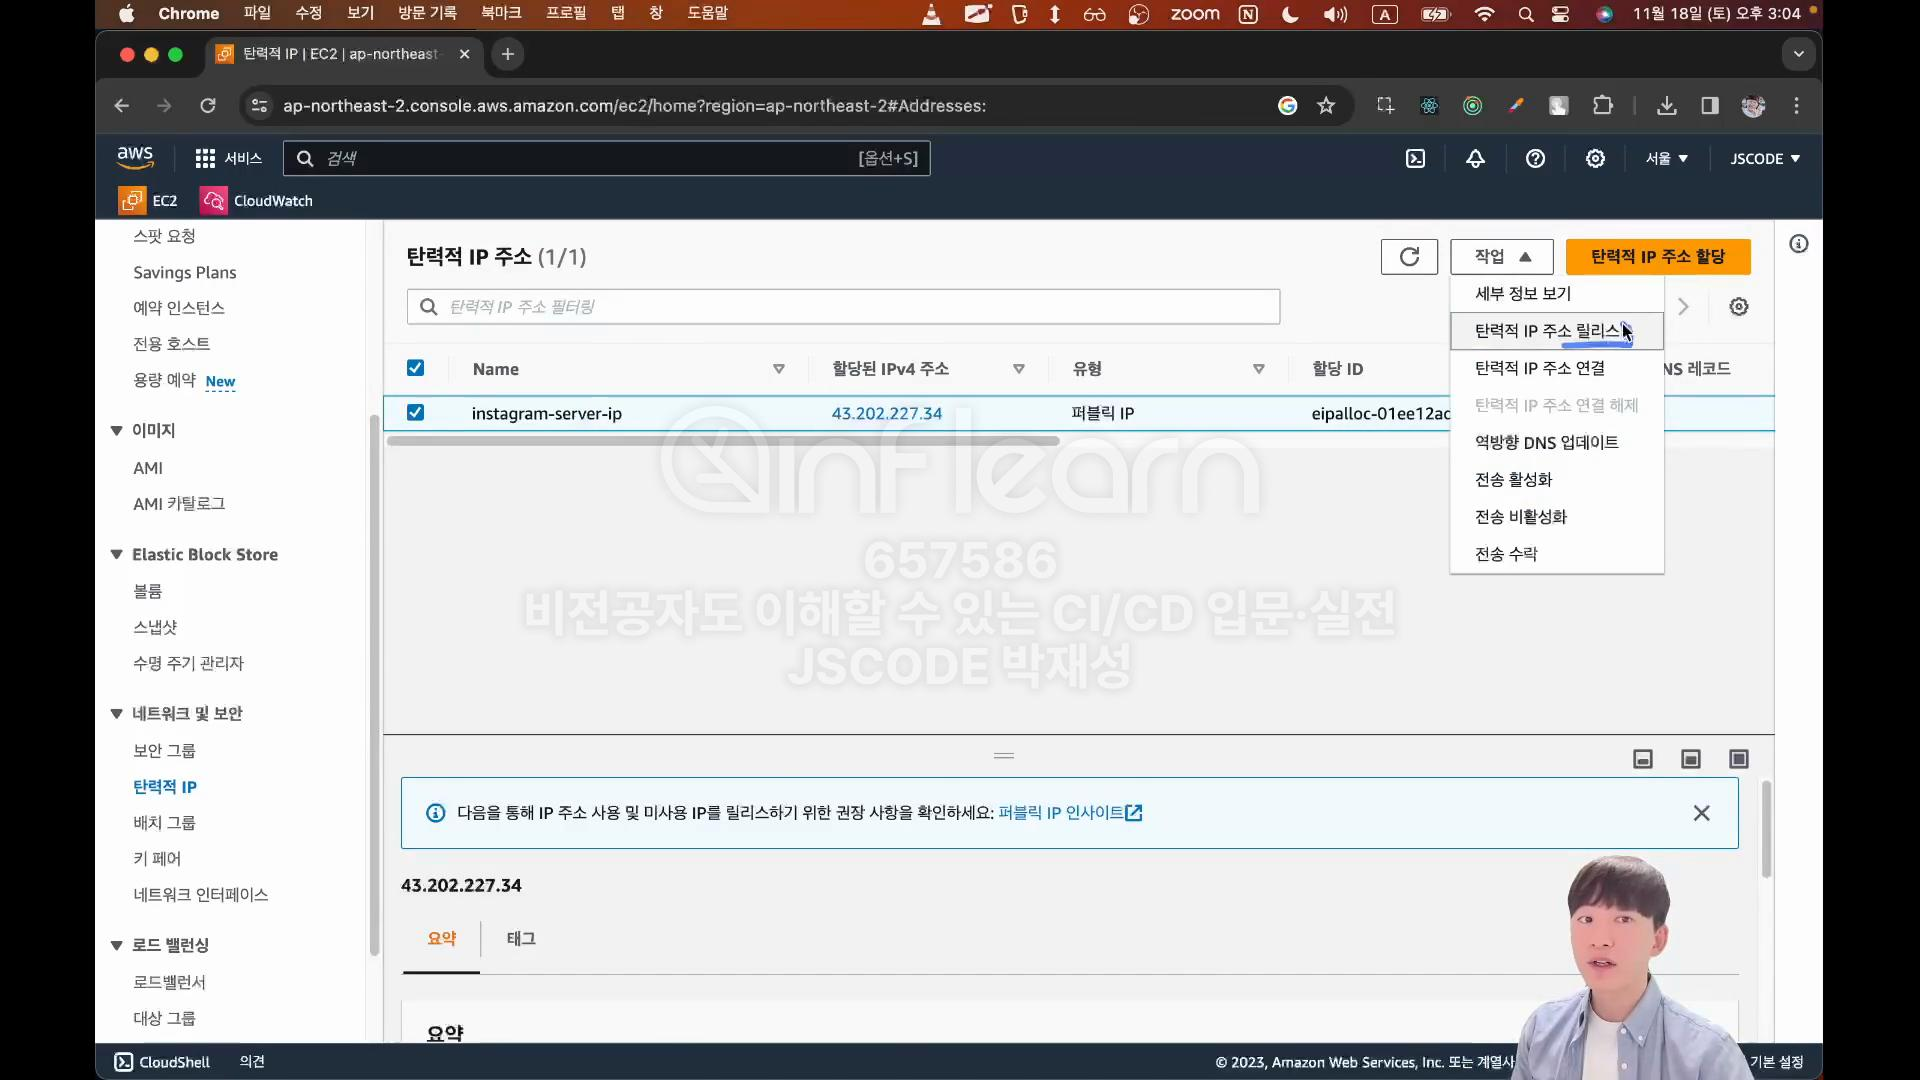 Chrome 파일 수정 보기 방문 기록 북마크 프로필 탭 창 도움말 zoom A 11월 18일 (토) 오후 3:04
탄력적 IP | EC2 | ap-northeast-
ap-northeast-2.console.aws.amazon.com/ec2/home?region=ap-northeast-2#Addresses:
aws 서비스 검색 [옵션+S] 서울 JSCODE
EC2 CloudWatch
스팟 요청
Savings Plans
예약 인스턴스
전용 호스트
용량 예약 New
이미지
AMI
AMI 카탈로그
Elastic Block Store
볼륨
스냅샷
수명 주기 관리자
네트워크 및 보안
보안 그룹
탄력적 IP
배치 그룹
키 페어
네트워크 인터페이스
로드 밸런싱
로드밸런서
대상 그룹
탄력적 IP 주소 (1/1) 작업 탄력적 IP 주소 할당
탄력적 IP 주소 필터링
세부 정보 보기
탄력적 IP 주소 릴리스
탄력적 IP 주소 연결
탄력적 IP 주소 연결 해제
역방향 DNS 업데이트
전송 활성화
전송 비활성화
전송 수락
Name 할당된 IPv4 주소 유형 할당 ID NS 레코드
instagram-server-ip 43.202.227.34 퍼블릭 IP eipalloc-01ee12ac
inflearn
657586
비전공자도 이해할 수 있는 CI/CD 입문·실전
JSCODE 박재성
다음을 통해 IP 주소 사용 및 미사용 IP를 릴리스하기 위한 권장 사항을 확인하세요: 퍼블릭 IP 인사이트
43.202.227.34
요약 태그
요약
CloudShell 의견 © 2023, Amazon Web Services, Inc. 또는 계열사 기본 설정